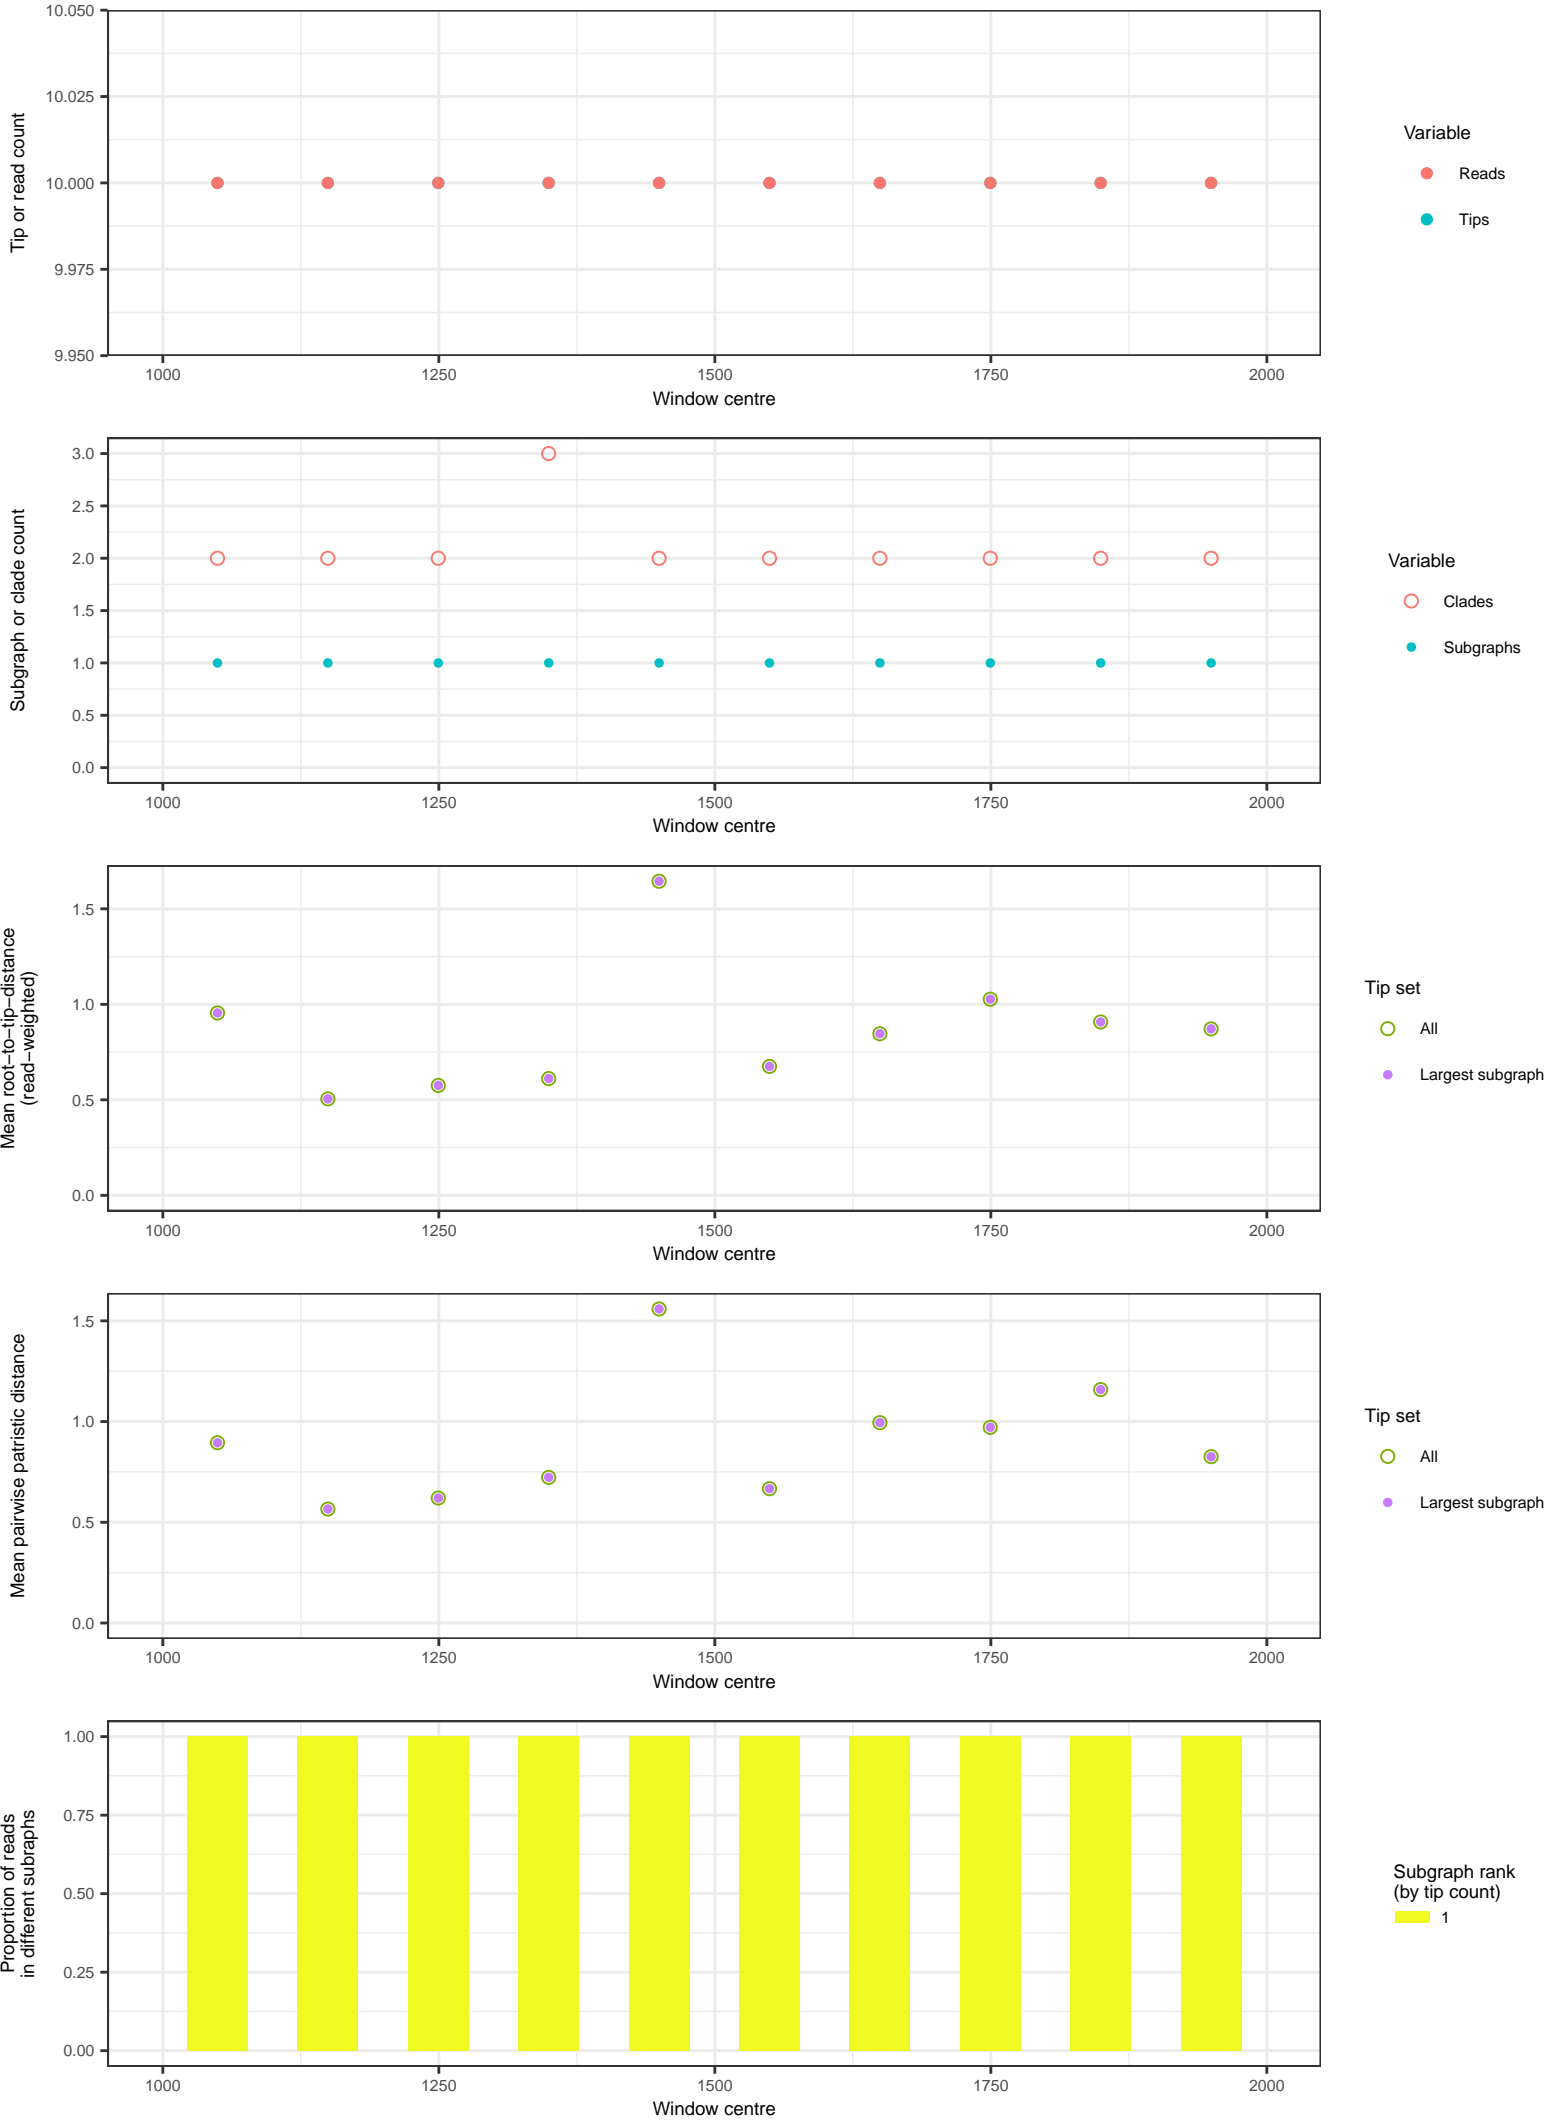 10.050
10.025
10.000
9.975
9.950
Tip or read count
1000 1250 1500 1750 2000
Window centre
Variable
Reads
Tips
3.0
2.5
2.0
1.5
1.0
0.5
0.0
Subgraph or clade count
1000 1250 1500 1750 2000
Window centre
Variable
Clades
Subgraphs
1.5
1.0
0.5
0.0
Mean root−to−tip−distance
(read−weighted)
1000 1250 1500 1750 2000
Window centre
Tip set
All
Largest subgraph
1.5
1.0
0.5
0.0
Mean pairwise patristic distance
1000 1250 1500 1750 2000
Window centre
Tip set
All
Largest subgraph
1.00
0.75
0.50
0.25
0.00
Proportion of reads
in different subraphs
1000 1250 1500 1750 2000
Window centre
Subgraph rank
(by tip count)
1